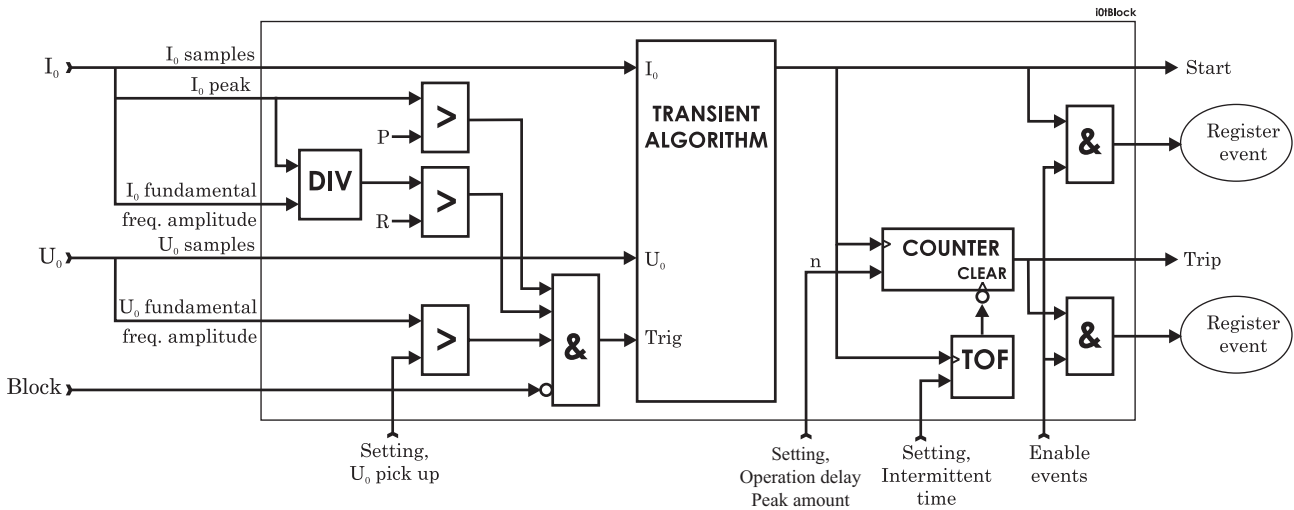 i0tBlock
I₀
I₀ samples
I₀ peak
I₀ fundamental
freq. amplitude
U₀
U₀ samples
U₀ fundamental
freq. amplitude
Block
DIV
>
P
>
R
>
&
Setting,
U₀ pick up
I₀
TRANSIENT
ALGORITHM
U₀
Trig
n
COUNTER
CLEAR
TOF
Setting,
Operation delay
Peak amount
Setting,
Intermittent
time
Enable
events
&
&
Start
Register
event
Trip
Register
event